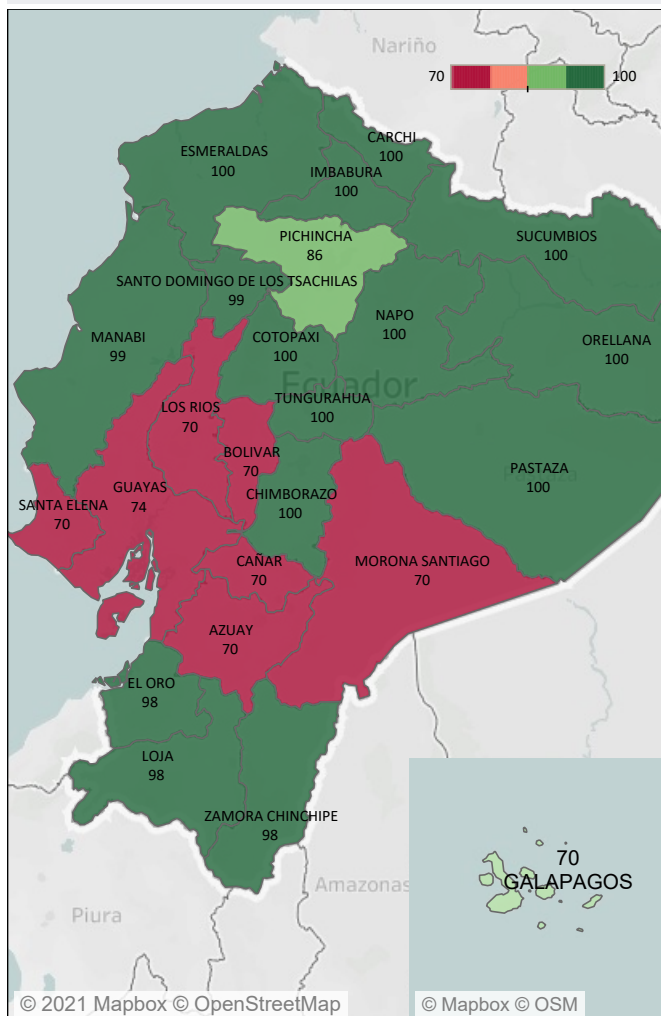 Nariño
70
100
CARCHI
100
ESMERALDAS
100
IMBABURA
100
PICHINCHA
86
SUCUMBIOS
100
SANTO DOMINGO DE LOS TSACHILAS
99
NAPO
100
MANABI
99
COTOPAXI
100
ORELLANA
100
Ecuador
TUNGURAHUA
100
LOS RIOS
70
BOLIVAR
70
PASTAZA
100
GUAYAS
74
CHIMBORAZO
100
SANTA ELENA
70
CAÑAR
70
MORONA SANTIAGO
70
AZUAY
70
EL ORO
98
LOJA
98
ZAMORA CHINCHIPE
98
70
GALAPAGOS
Amazonas
Piura
© 2021 Mapbox © OpenStreetMap
© Mapbox © OSM